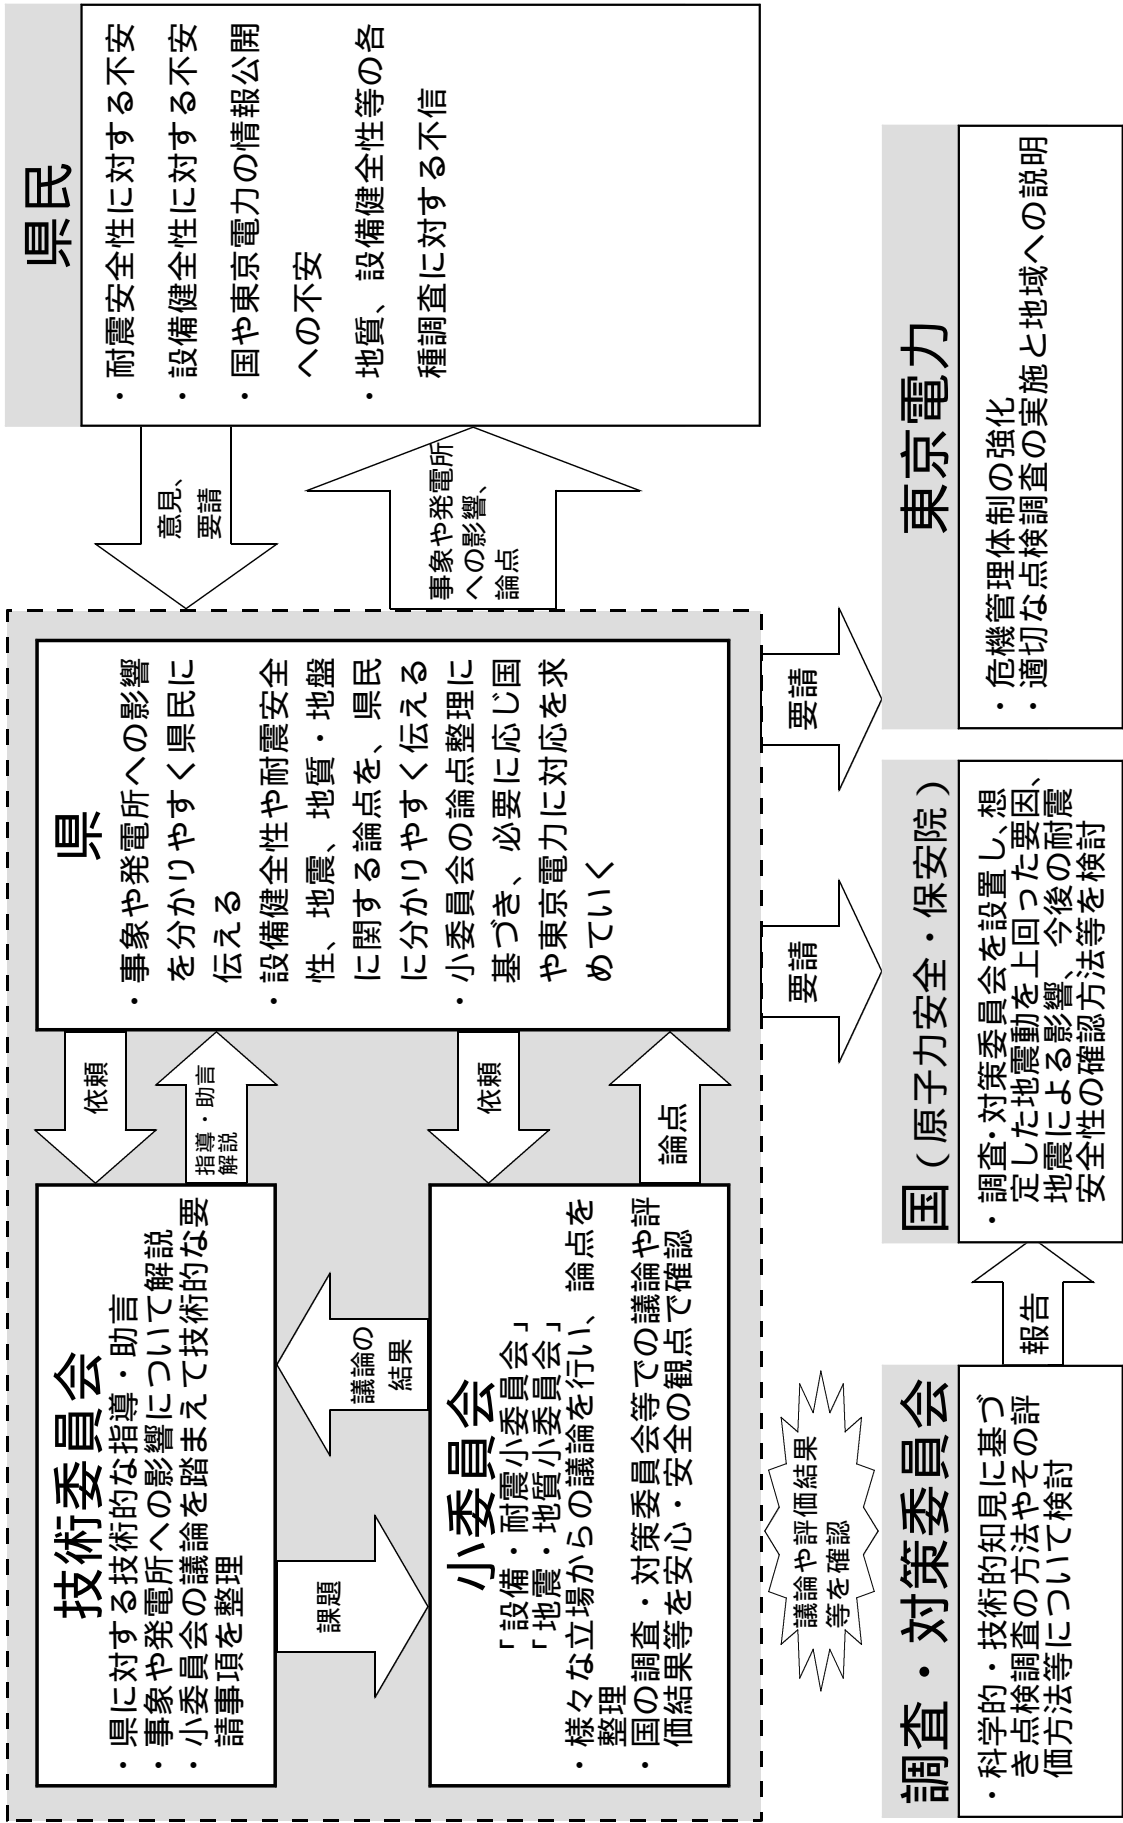 技術委員会
・県に対する技術的な指導・助言
・事象や発電所への影響について解説
・小委員会の議論を踏まえて技術的な要
請事項を整理
依頼
指導・助言
解説
県
・事象や発電所への影響
を分かりやすく県民に
伝える
・設備健全性や耐震安全
性、地震、地質・地盤
に関する論点を、県民
に分かりやすく伝える
・小委員会の論点整理に
基づき、必要に応じ国
や東京電力に対応を求
めていく
意見、
要請
事象や発電所
への影響、
論点
県民
・耐震安全性に対する不安
・設備健全性に対する不安
・国や東京電力の情報公開
への不安
・地質、設備健全性等の各
種調査に対する不信
課題
議論の
結果
小委員会
「設備・耐震小委員会」
「地震・地質小委員会」
・様々な立場からの議論を行い、論点を
整理
・国の調査・対策委員会等での議論や評
価結果等を安心・安全の観点で確認
依頼
論点
議論や評価結果
等を確認
要請
要請
調査・対策委員会
・科学的・技術的知見に基づ
き点検調査の方法やその評
価方法等について検討
報告
国(原子力安全・保安院)
・調査・対策委員会を設置し、想
定した地震動を上回った要因、
地震による影響、今後の耐震
安全性の確認方法等を検討
東京電力
・危機管理体制の強化
・適切な点検調査の実施と地域への説明